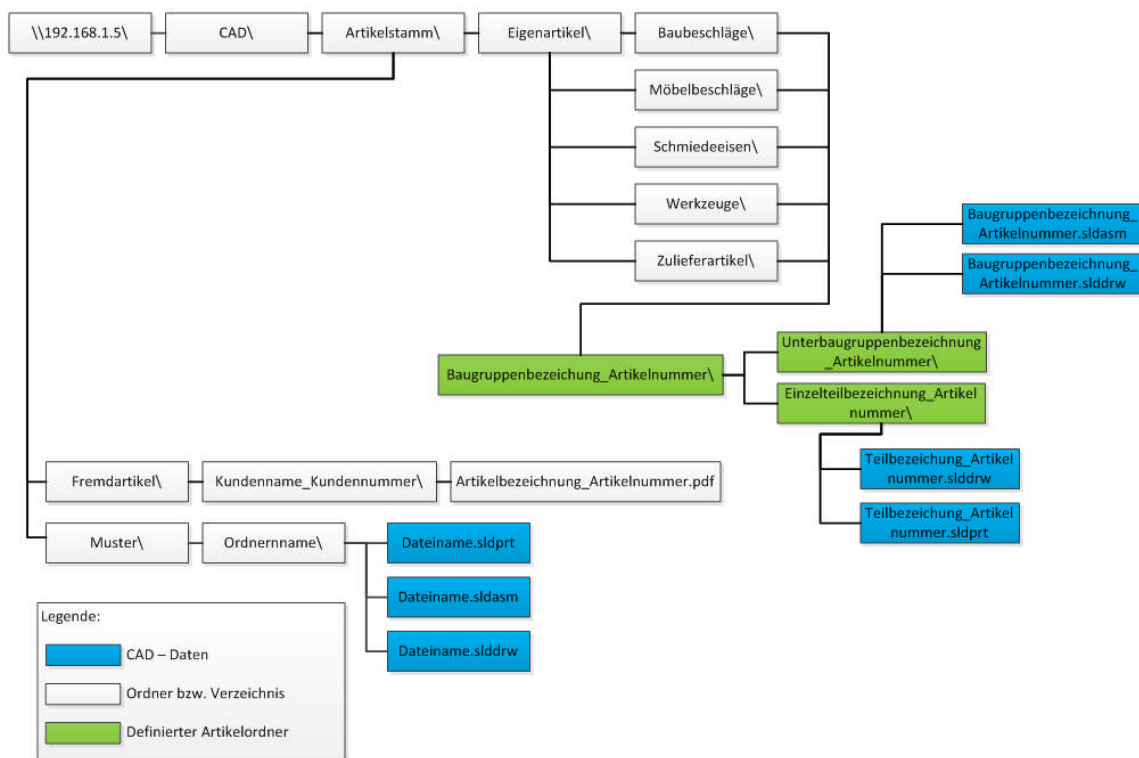 \\192.168.1.5\
CAD\
Artikelstamm\
Eigenartikel\
Baubeschläge\
Möbelbeschläge\
Schmiedeeisen\
Werkzeuge\
Zulieferartikel\
Baugruppenbezeichnung_
Artikelnummer.sldasm
Baugruppenbezeichnung_
Artikelnummer.slddrw
Baugruppenbezeichung_Artikelnummer\
Unterbaugruppenbezeichnung
_Artikelnummer\
Einzelteilbezeichnung_Artikel
nummer\
Teilbezeichung_Artikel
nummer.slddrw
Teilbezeichung_Artikel
nummer.sldprt
Fremdartikel\
Kundenname_Kundennummer\
Artikelbezeichnung_Artikelnummer.pdf
Muster\
Ordnernname\
Dateiname.sldprt
Dateiname.sldasm
Dateiname.slddrw
Legende:
CAD – Daten
Ordner bzw. Verzeichnis
Definierter Artikelordner